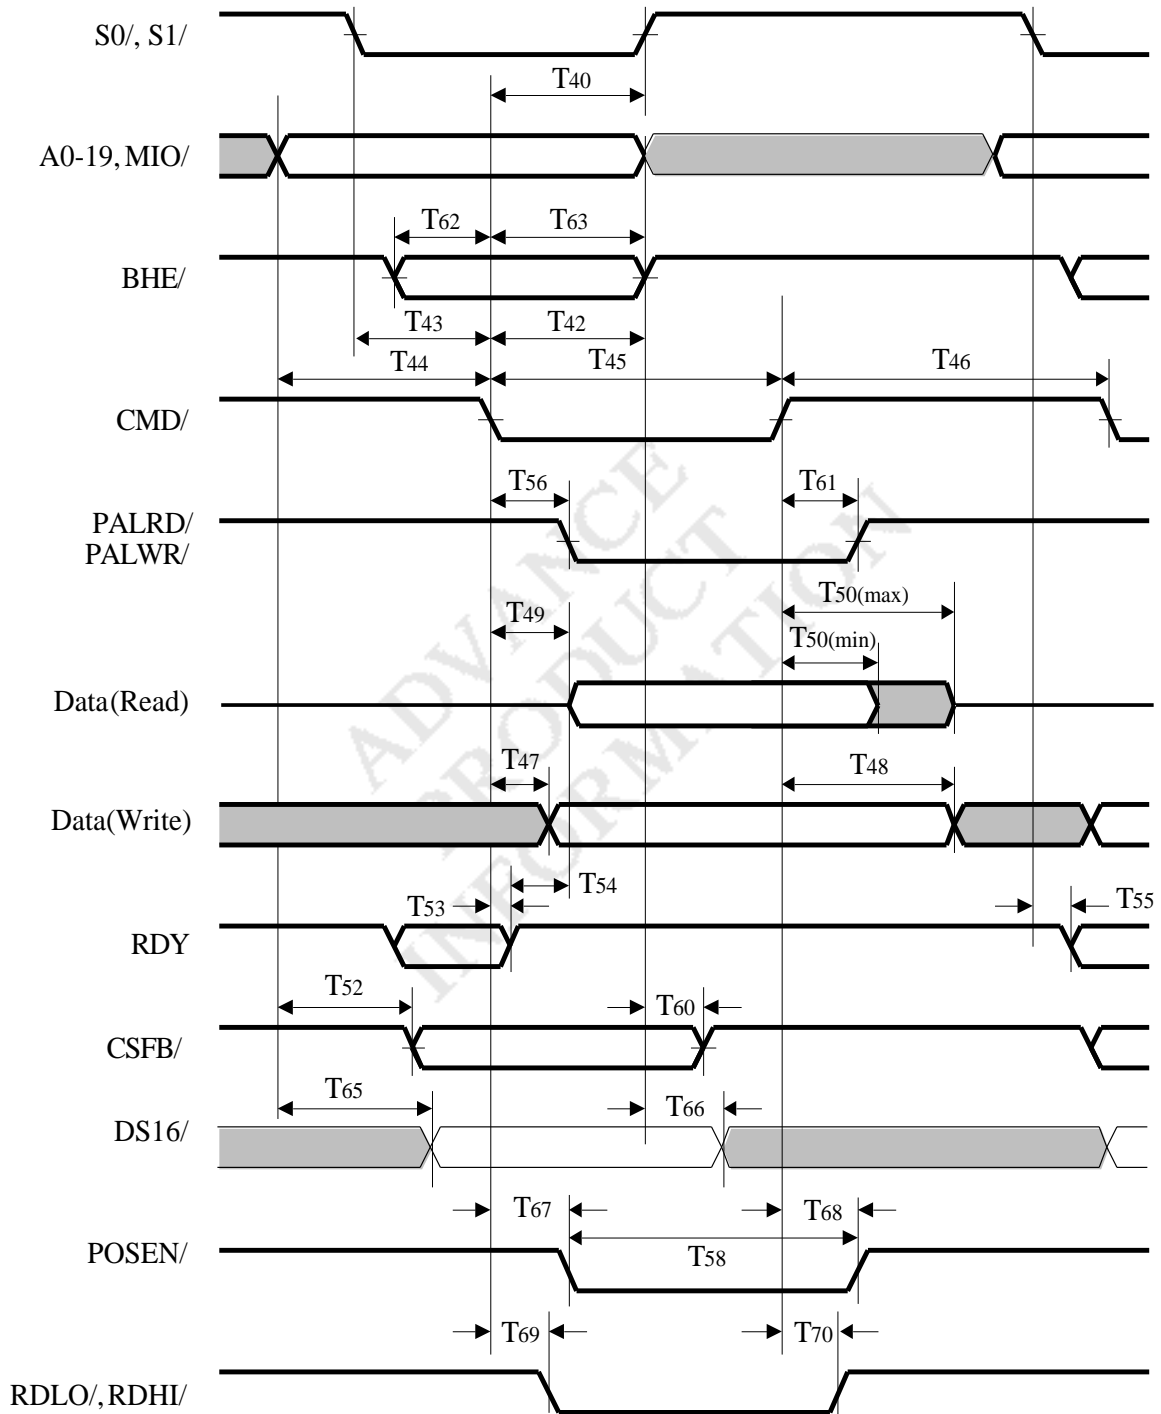 S0/, S1/
T40
A0-19, MIO/
T62 T63
BHE/
T43 T42
T44 T45 T46
CMD/
T56 T61
PALRD/
PALWR/
T50(max)
T49
T50(min)
Data(Read)
T47 T48
Data(Write)
T54
T53 T55
RDY
T52 T60
CSFB/
T65 T66
DS16/
T67 T68
POSEN/ T58
T69 T70
RDLO/, RDHI/
ADVANCE
PRODUCT
INFORMATION